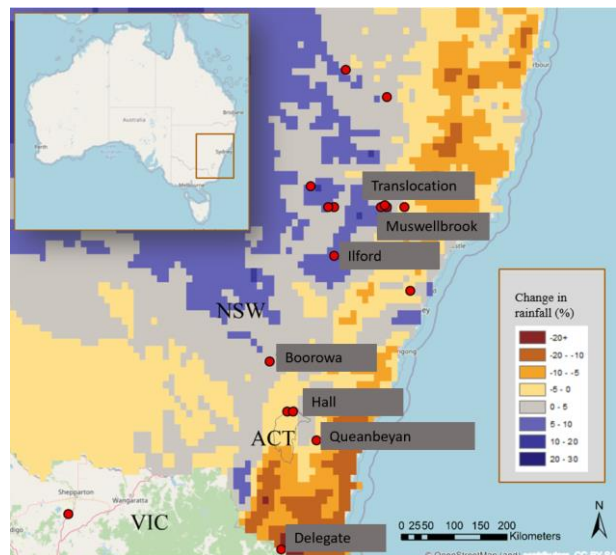 Australia
Brisbane
Perth
Sydney
Melbourne
Translocation
Muswellbrook
Ilford
NSW
Boorowa
Hall
ACT
Queanbeyan
Shepparton
Wangaratta
VIC
Delegate
Change in
rainfall (%)
-20+
-20 - -10
-10 - -5
-5 - 0
0 - 5
5 - 10
10 - 20
20 - 30
N
0 25 50 100 150 200
Kilometers